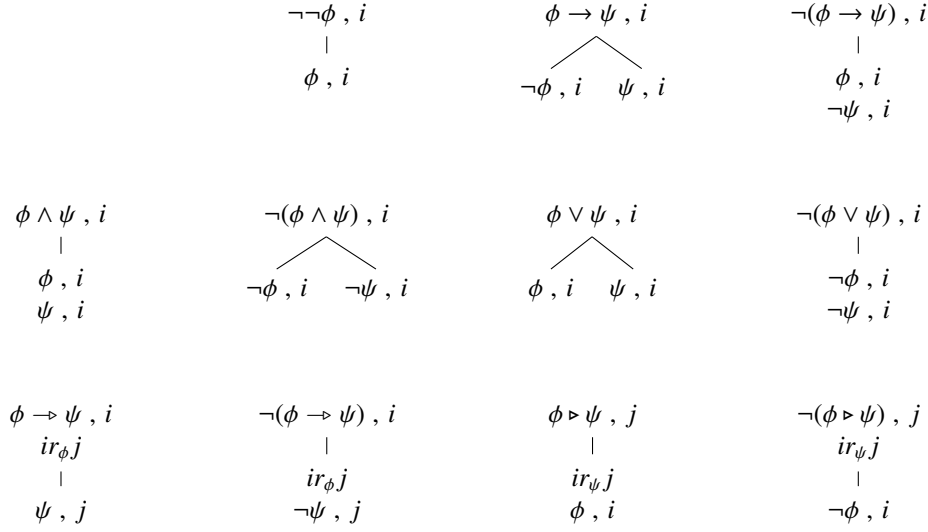 ¬¬ϕ , i    ϕ → ψ , i    ¬(ϕ → ψ) , i
ϕ , i    ¬ϕ , i    ψ , i    ϕ , i
¬ψ , i
ϕ ∧ ψ , i    ¬(ϕ ∧ ψ) , i    ϕ ∨ ψ , i    ¬(ϕ ∨ ψ) , i
ϕ , i    ¬ϕ , i    ¬ψ , i    ϕ , i    ψ , i    ¬ϕ , i
ψ , i    ¬ψ , i
ϕ ⇾ ψ , i    ¬(ϕ ⇾ ψ) , i    ϕ ▹ ψ , j    ¬(ϕ ▹ ψ) , j
ir_ϕ j    ir_ψ j
ir_ϕ j    ir_ψ j
ψ , j    ¬ψ , j    ϕ , i    ¬ϕ , i